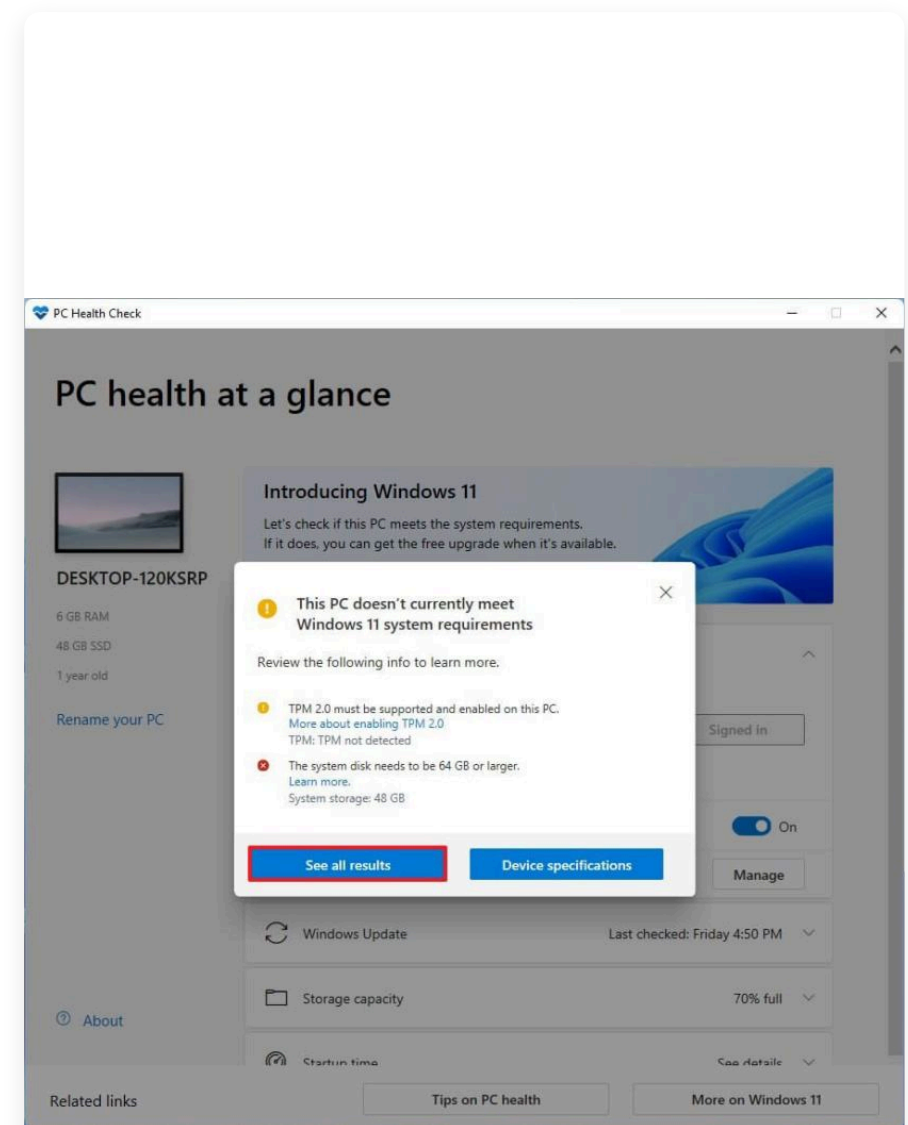 PC Health Check
PC health at a glance
Introducing Windows 11
Let's check if this PC meets the system requirements.
If it does, you can get the free upgrade when it's available.
DESKTOP-120KSRP
6 GB RAM
48 GB SSD
1 year old
Rename your PC
This PC doesn't currently meet
Windows 11 system requirements
Review the following info to learn more.
TPM 2.0 must be supported and enabled on this PC.
More about enabling TPM 2.0
TPM: TPM not detected
The system disk needs to be 64 GB or larger.
Learn more.
System storage: 48 GB
See all results
Device specifications
Signed in
On
Manage
Windows Update
Last checked: Friday 4:50 PM
Storage capacity
70% full
About
Startup time
See details
Related links
Tips on PC health
More on Windows 11